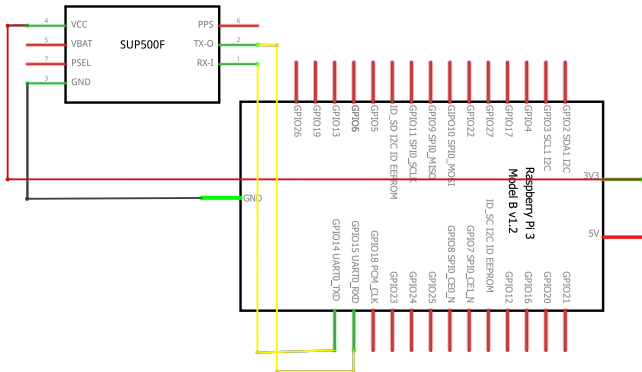 4 VCC
5 VBAT
7 PSEL
3 GND
SUP500F
PPS 6
TX-O 2
RX-I 1
GPIO26
GPIO19
GPIO13
GPIO6
GPIO5
ID_SD I2C ID EEPROM
GPIO11 SPI0_SCLK
GPIO9 SPI0_MISO
GIPO10 SPI0_MOSI
GPIO22
GPIO27
GPIO17
GPIO4
GPIO3 SCL1 I2C
GPIO2 SDA1 I2C
Raspberry Pi 3
Model B v1.2
3V3
5V
GND
GPIO14 UART0_TXD
GPIO15 UART0_RXD
GPIO18 PCM_CLK
GPIO23
GPIO24
GPIO25
GPIO8 SPI0_CE0_N
GPIO7 SPI0_CE1_N
ID_SC I2C ID EEPROM
GPIO12
GPIO16
GPIO20
GPIO21